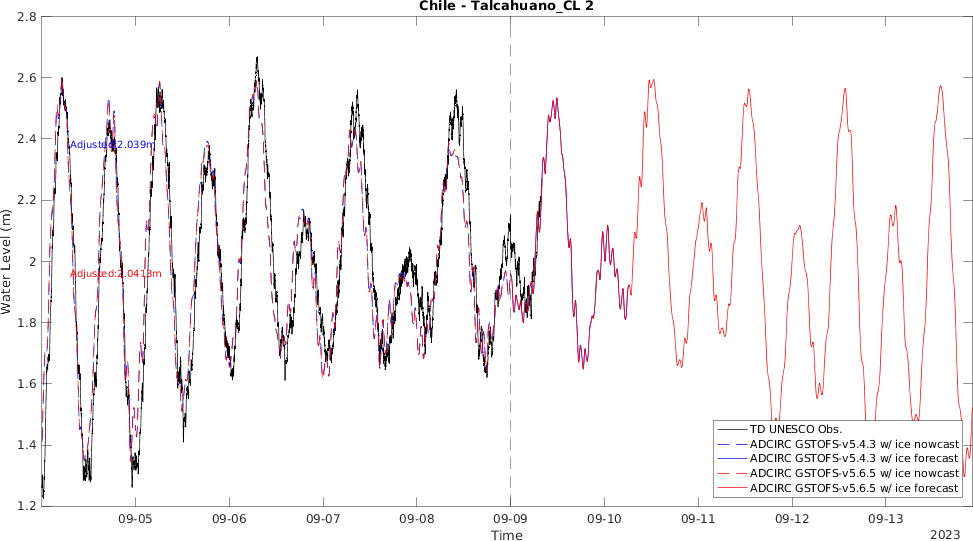 Chile - Talcahuano_CL 2
2.8
2.6
2.4
2.2
2
1.8
1.6
1.4
1.2
Water Level (m)
Adjusted:2.039m
Adjusted:2.0413m
TD UNESCO Obs.
ADCIRC GSTOFS-v5.4.3 w/ ice nowcast
ADCIRC GSTOFS-v5.4.3 w/ ice forecast
ADCIRC GSTOFS-v5.6.5 w/ ice nowcast
ADCIRC GSTOFS-v5.6.5 w/ ice forecast
09-05 09-06 09-07 09-08 09-09 09-10 09-11 09-12 09-13
Time
2023